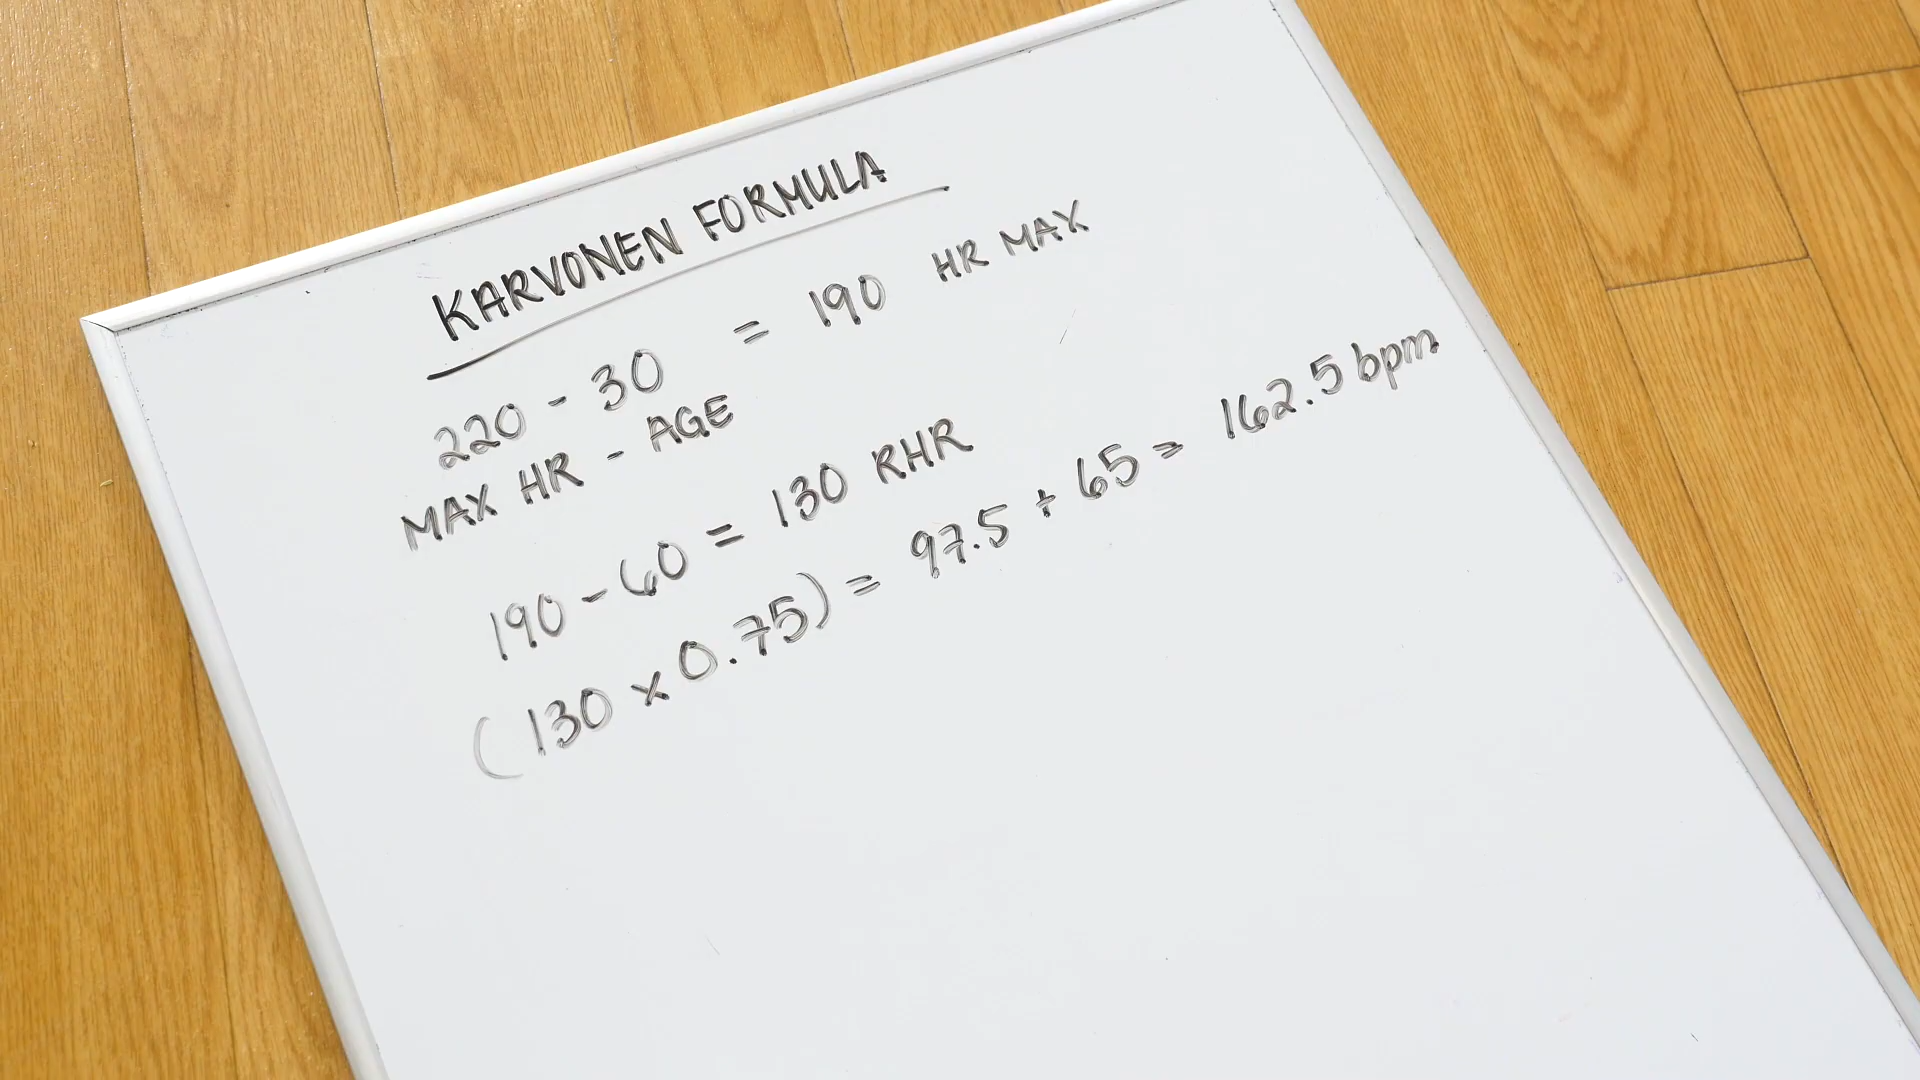 KARVONEN FORMULA
220 - 30 = 190 HR MAX
MAX HR - AGE
190 - 60 = 130 RHR
(130 x 0.75) = 97.5 + 65 = 162.5 bpm